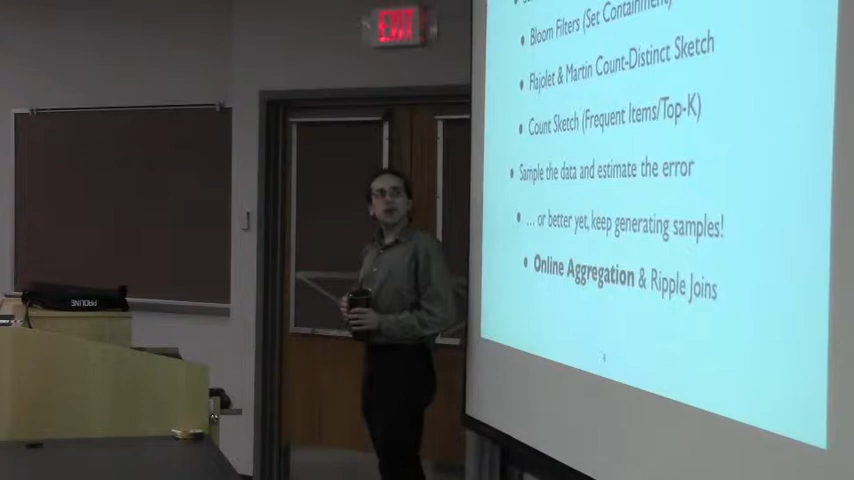 EXIT
• Bloom Filters (Set Containment)
• Flajolet & Martin Count-Distinct Sketch
• Count Sketch (Frequent Items/Top-K)
• Sample the data and estimate the error
• ... or better yet, keep generating samples!
• Online Aggregation & Ripple Joins
PROLINE